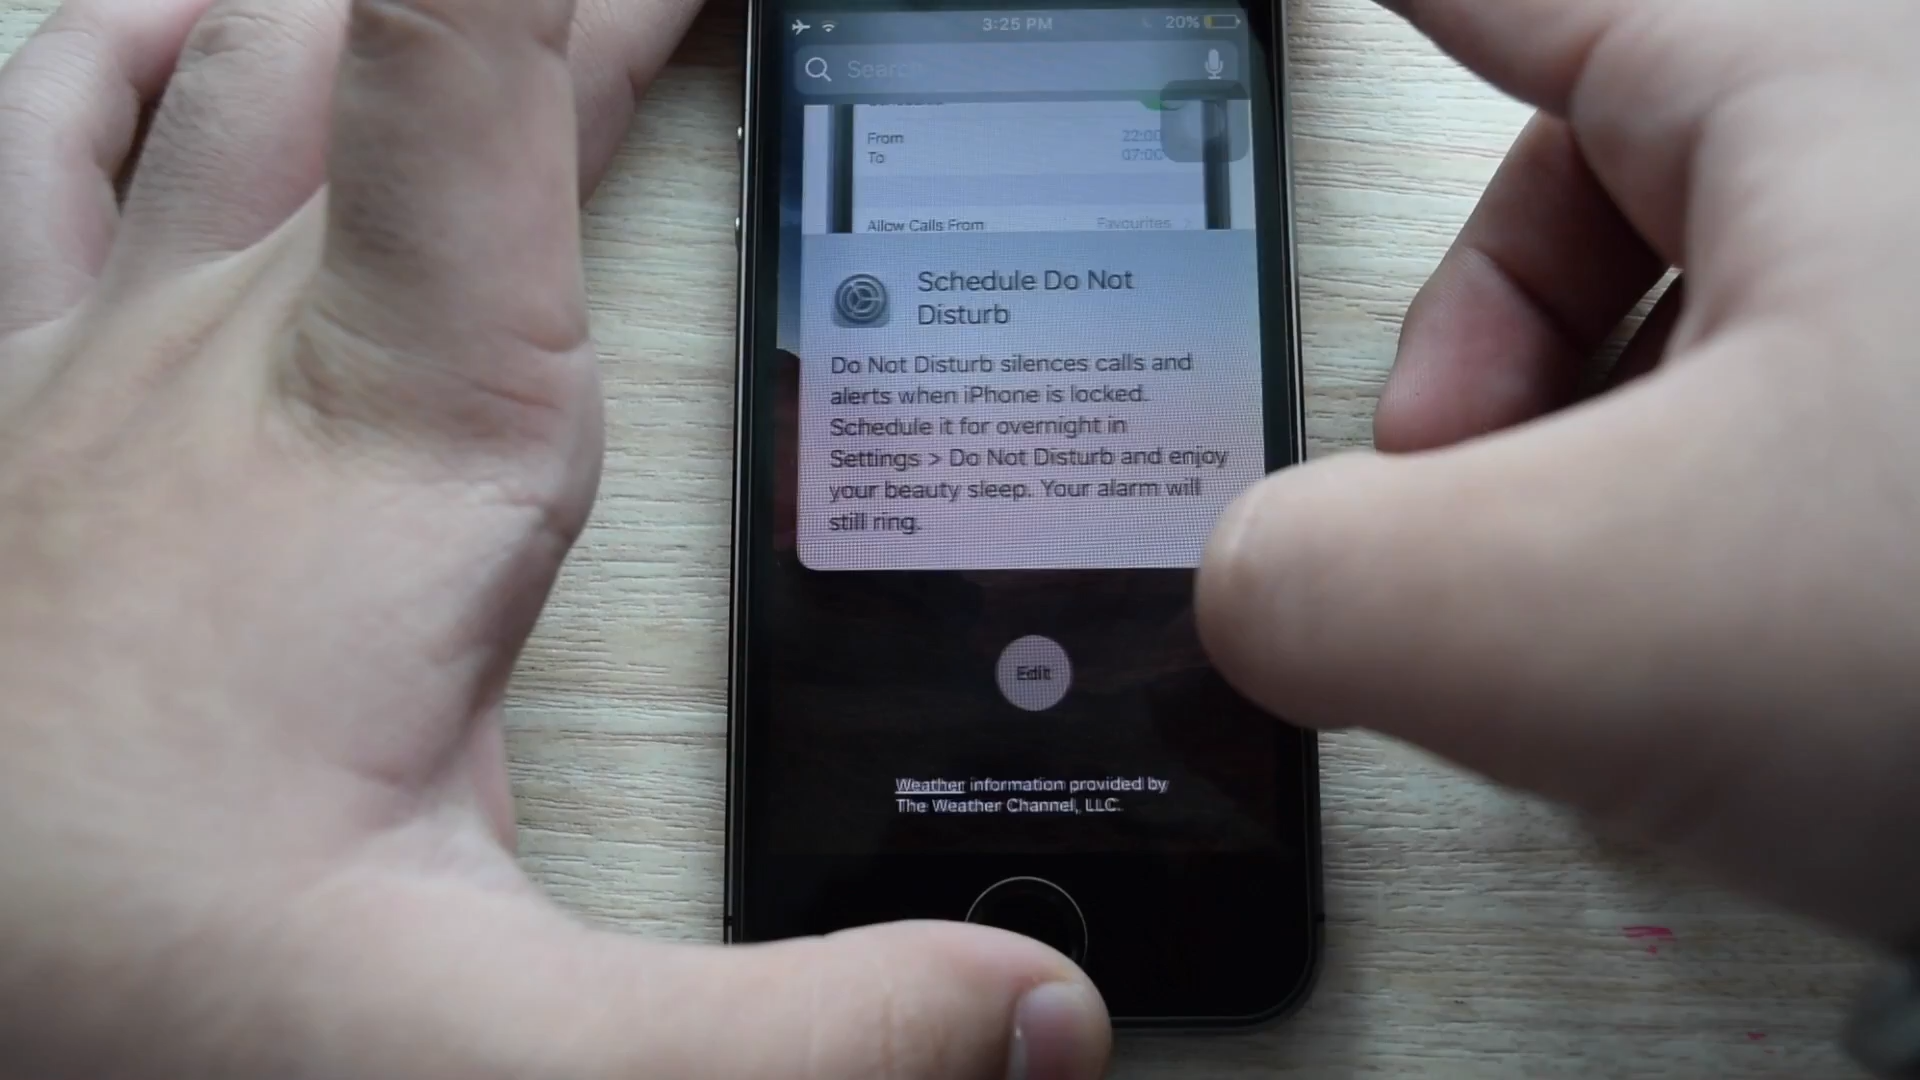 3:25 PM 20%
Search
From 22:00
To 07:00
Allow Calls From Favourites
Schedule Do Not
Disturb
Do Not Disturb silences calls and
alerts when iPhone is locked.
Schedule it for overnight in
Settings > Do Not Disturb and enjoy
your beauty sleep. Your alarm will
still ring.
Edit
Weather information provided by
The Weather Channel, LLC.